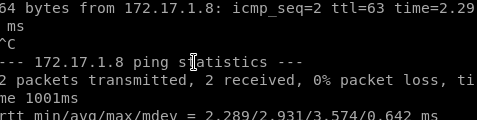 64 bytes from 172.17.1.8: icmp_seq=2 ttl=63 time=2.29
ms
^C
--- 172.17.1.8 ping statistics ---
2 packets transmitted, 2 received, 0% packet loss, ti
me 1001ms
rtt min/avg/max/mdev = 2.289/2.931/3.574/0.642 ms